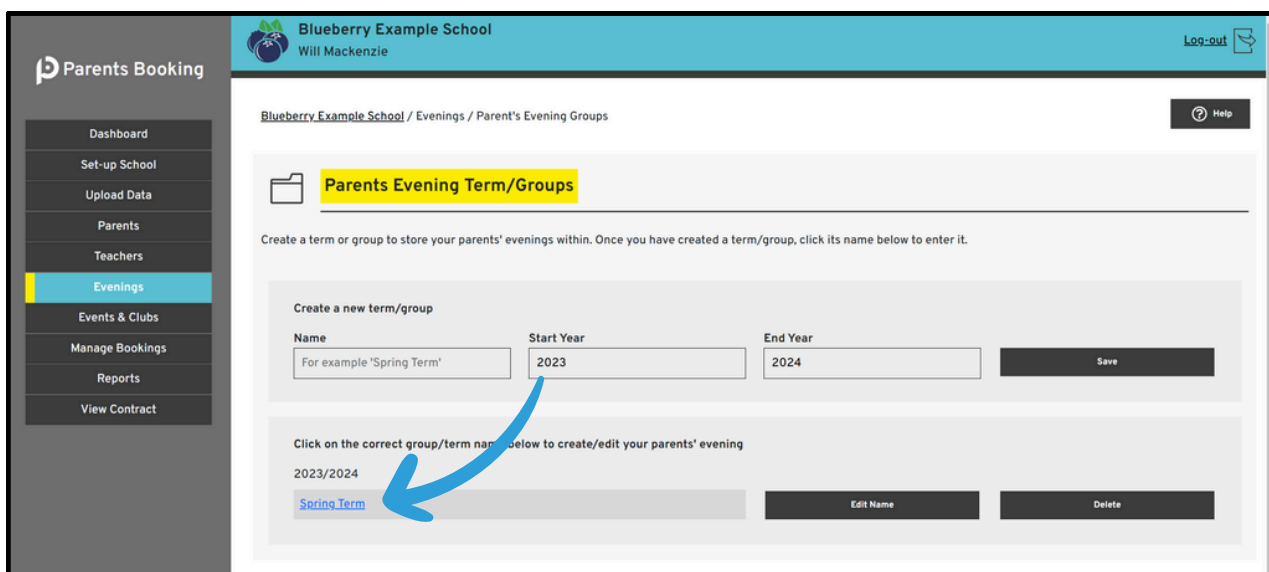 Parents Booking
Dashboard
Set-up School
Upload Data
Parents
Teachers
Evenings
Events & Clubs
Manage Bookings
Reports
View Contract
Blueberry Example School
Will Mackenzie
Log-out
Blueberry Example School / Evenings / Parent's Evening Groups
Help
Parents Evening Term/Groups
Create a term or group to store your parents' evenings within. Once you have created a term/group, click its name below to enter it.
Create a new term/group
Name Start Year End Year
For example 'Spring Term' 2023 2024 Save
Click on the correct group/term name below to create/edit your parents' evening
2023/2024
Spring Term Edit Name Delete